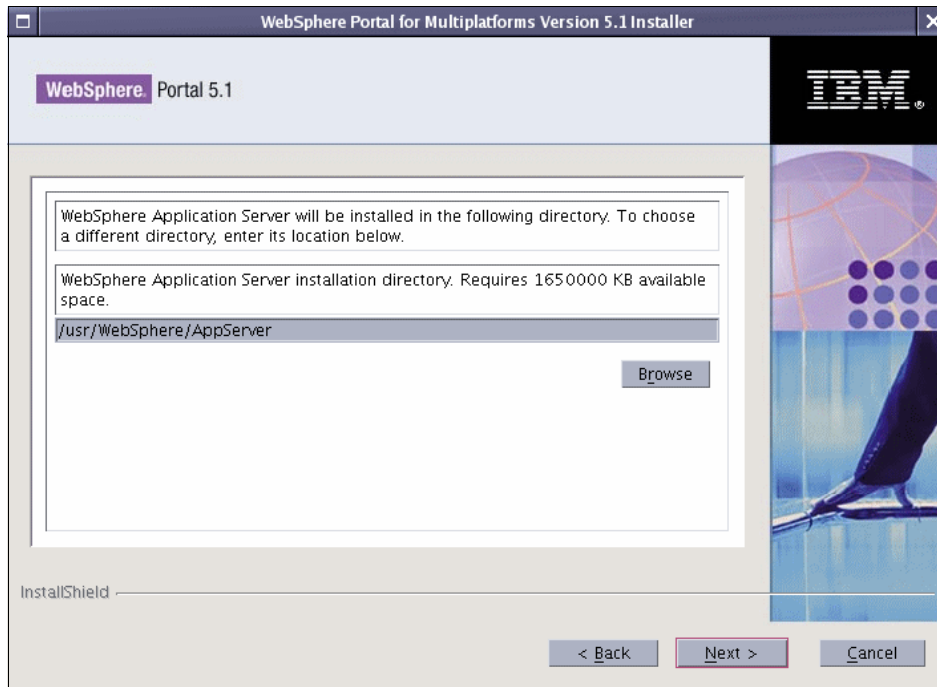 WebSphere Portal for Multiplatforms Version 5.1 Installer
WebSphere. Portal 5.1
IBM®
WebSphere Application Server will be installed in the following directory. To choose
a different directory, enter its location below.
WebSphere Application Server installation directory. Requires 1650000 KB available
space.
/usr/WebSphere/AppServer
Browse
InstallShield
< Back
Next >
Cancel